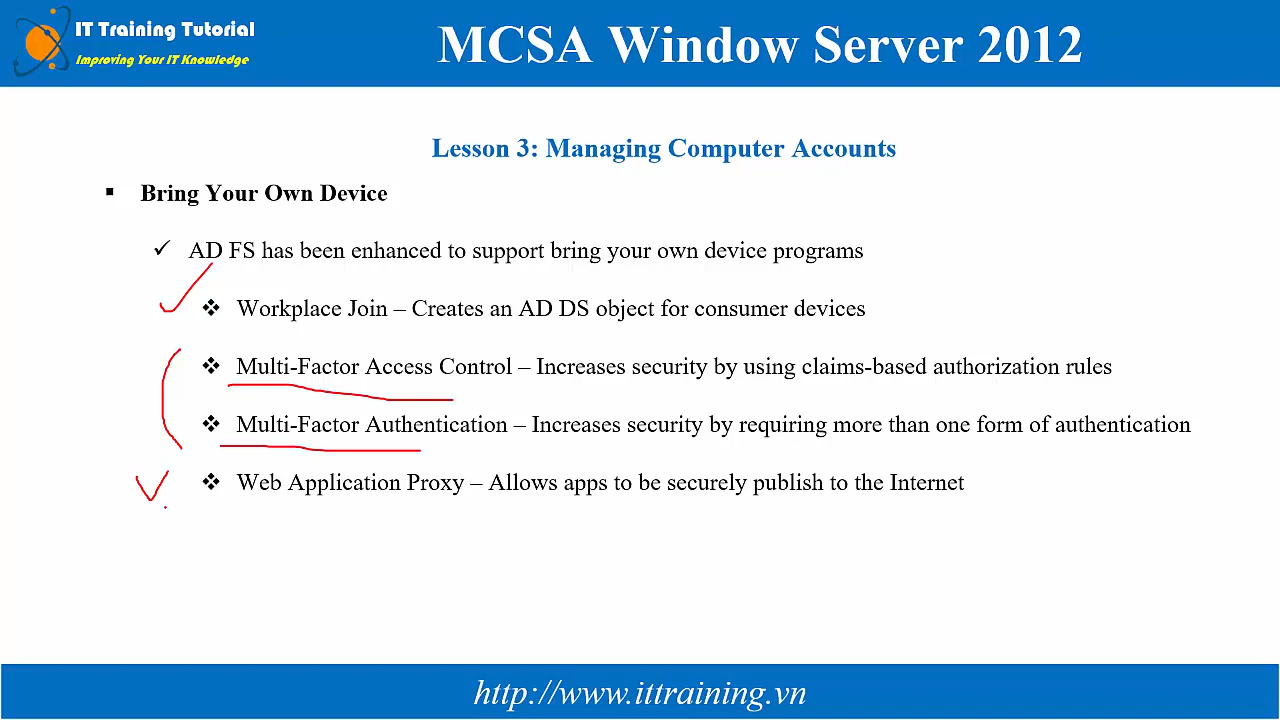 IT Training Tutorial
Improving Your IT Knowledge
MCSA Window Server 2012
Lesson 3: Managing Computer Accounts
▪ Bring Your Own Device
✓ AD FS has been enhanced to support bring your own device programs
❖ Workplace Join – Creates an AD DS object for consumer devices
❖ Multi-Factor Access Control – Increases security by using claims-based authorization rules
❖ Multi-Factor Authentication – Increases security by requiring more than one form of authentication
❖ Web Application Proxy – Allows apps to be securely publish to the Internet
http://www.ittraining.vn